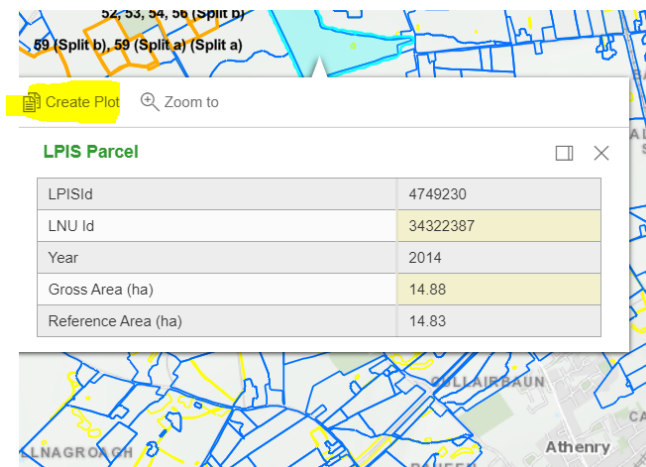 52, 53, 54, 56 (Split b)
59 (Split b), 59 (Split a) (Split a)
Create Plot Zoom to
LPIS Parcel
LPISId 4749230
LNU Id 34322387
Year 2014
Gross Area (ha) 14.88
Reference Area (ha) 14.83
CULLAIRBAUN
LNAGROAGH
Athenry